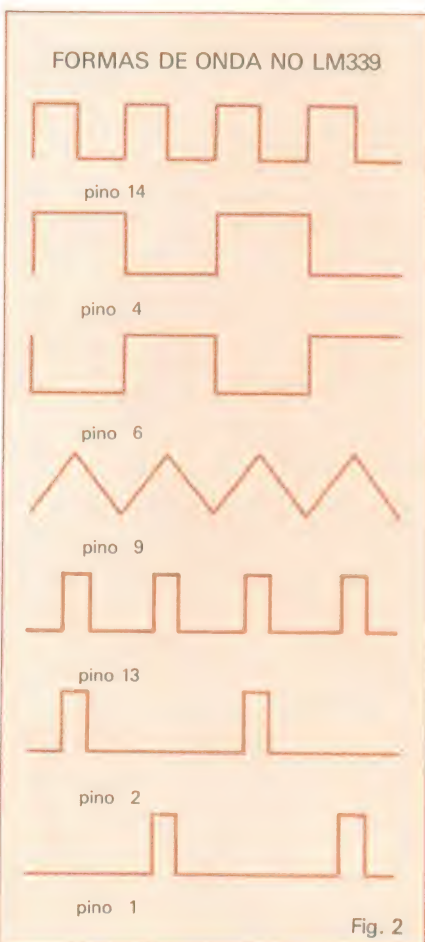 FORMAS DE ONDA NO LM339
pino 14
pino 4
pino 6
pino 9
pino 13
pino 2
pino 1
Fig. 2